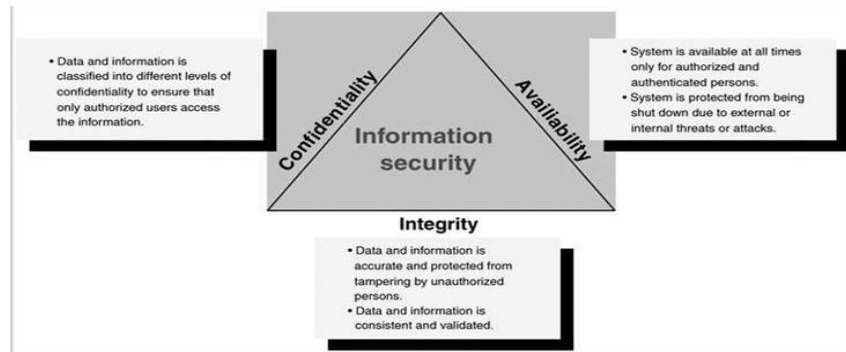 • Data and information is
classified into different levels of
confidentiality to ensure that
only authorized users access
the information.
Confidentiality
Information
security
Availiability
• System is available at all times
only for authorized and
authenticated persons.
• System is protected from being
shut down due to external or
internal threats or attacks.
Integrity
• Data and information is
accurate and protected from
tampering by unauthorized
persons.
• Data and information is
consistent and validated.